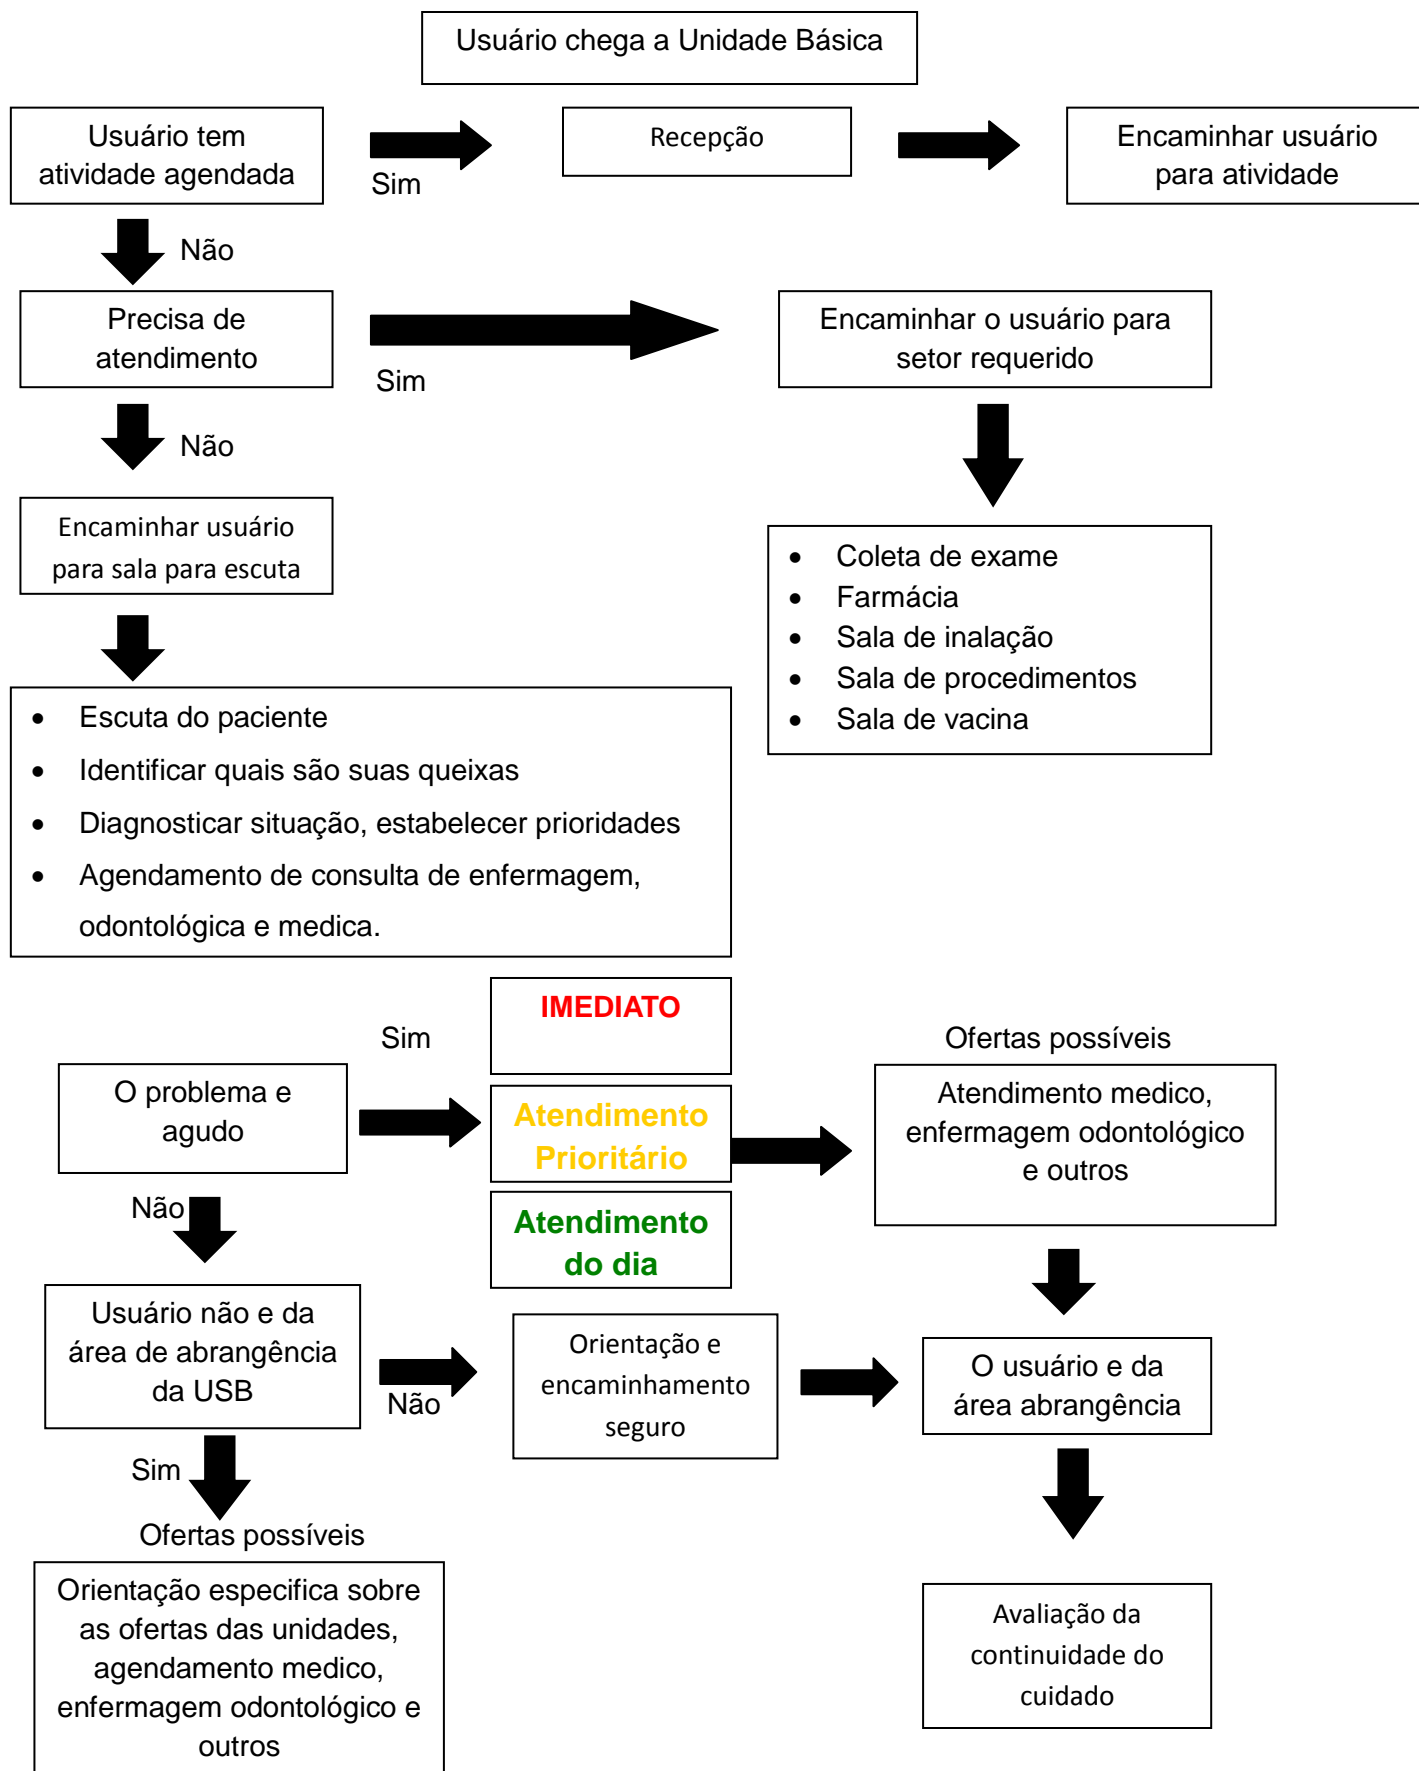 Usuário chega a Unidade Básica
Usuário tem
atividade agendada
Sim
Recepção
Encaminhar usuário
para atividade
Não
Precisa de
atendimento
Sim
Encaminhar o usuário para
setor requerido
Não
Encaminhar usuário
para sala para escuta
• Coleta de exame
• Farmácia
• Sala de inalação
• Sala de procedimentos
• Sala de vacina
• Escuta do paciente
• Identificar quais são suas queixas
• Diagnosticar situação, estabelecer prioridades
• Agendamento de consulta de enfermagem,
odontológica e medica.
O problema e
agudo
Sim
IMEDIATO
Atendimento
Prioritário
Atendimento
do dia
Ofertas possíveis
Atendimento medico,
enfermagem odontológico
e outros
Não
Usuário não e da
área de abrangência
da USB
Não
Orientação e
encaminhamento
seguro
O usuário e da
área abrangência
Sim
Ofertas possíveis
Orientação especifica sobre
as ofertas das unidades,
agendamento medico,
enfermagem odontológico e
outros
Avaliação da
continuidade do
cuidado